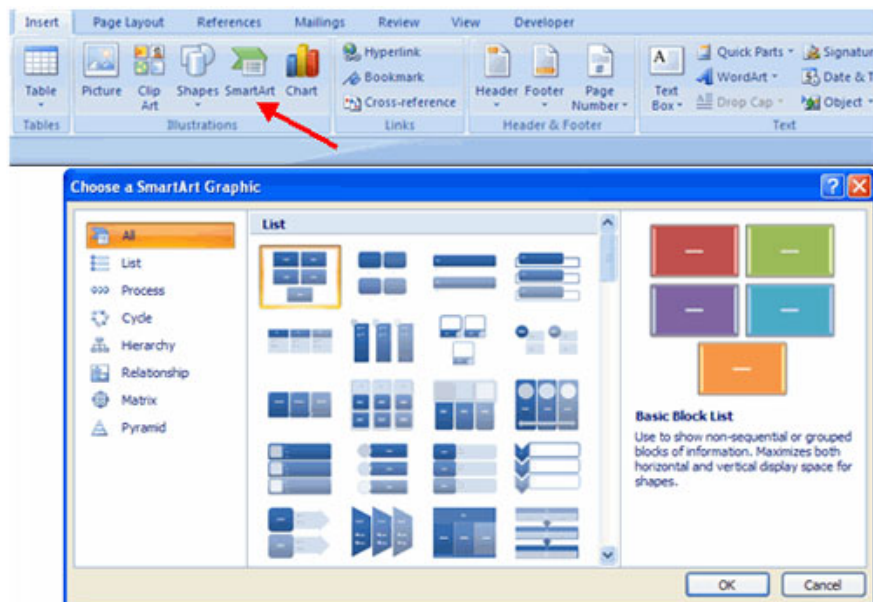 Insert Page Layout References Mailings Review View Developer
Table
Picture
Clip
Art
Shapes
SmartArt
Chart
Hyperlink
Bookmark
Cross-reference
Header
Footer
Page
Number
A
Text
Box
Quick Parts
WordArt
Drop Cap
Signatur
Date & T
Object
Tables Illustrations Links Header & Footer Text
Choose a SmartArt Graphic
All
List
Process
Cycle
Hierarchy
Relationship
Matrix
Pyramid
List
Basic Block List
Use to show non-sequential or grouped
blocks of information. Maximizes both
horizontal and vertical display space for
shapes.
OK Cancel